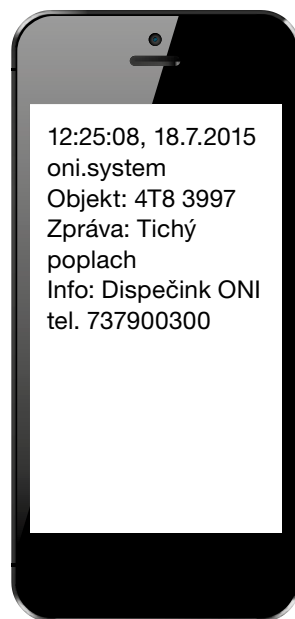 12:25:08, 18.7.2015
oni.system
Objekt: 4T8 3997
Zpráva: Tichý
poplach
Info: Dispečink ONI
tel. 737900300